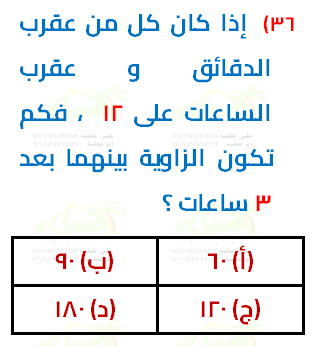 ٣٦) إذا كان كل من عقرب
الدقائق و عقرب
الساعات على ١٢ ، فكم
تكون الزاوية بينهما بعد
٣ ساعات ؟
(أ) ٦٠ (ب) ٩٠
(ج) ١٢٠ (د) ١٨٠